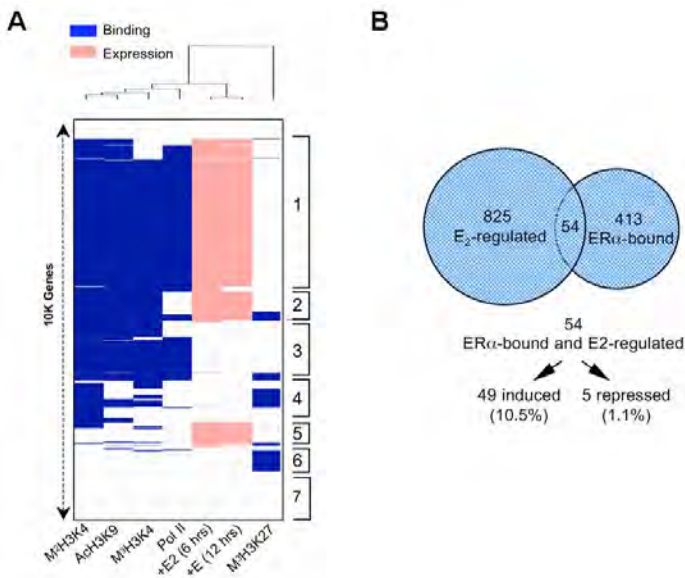 A
Binding
Expression
10K Genes
1
2
3
4
5
6
7
M²H3K4
AcH3K9
M³H3K4
Pol II
+E2 (6 hrs)
+E (12 hrs)
M³H3K27
B
825
E₂-regulated
54
413
ERα-bound
54
ERα-bound and E2-regulated
49 induced
(10.5%)
5 repressed
(1.1%)